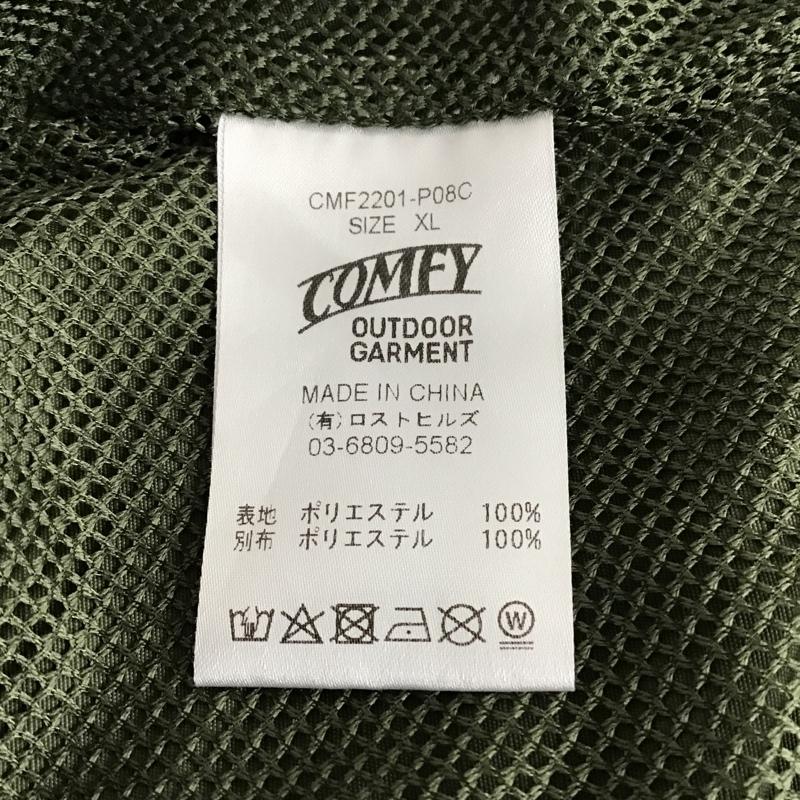 CMF2201-P08C
SIZE XL
COMFY
OUTDOOR
GARMENT
MADE IN CHINA
(有)ロストヒルズ
03-6809-5582
表地 ポリエステル 100%
別布 ポリエステル 100%
W